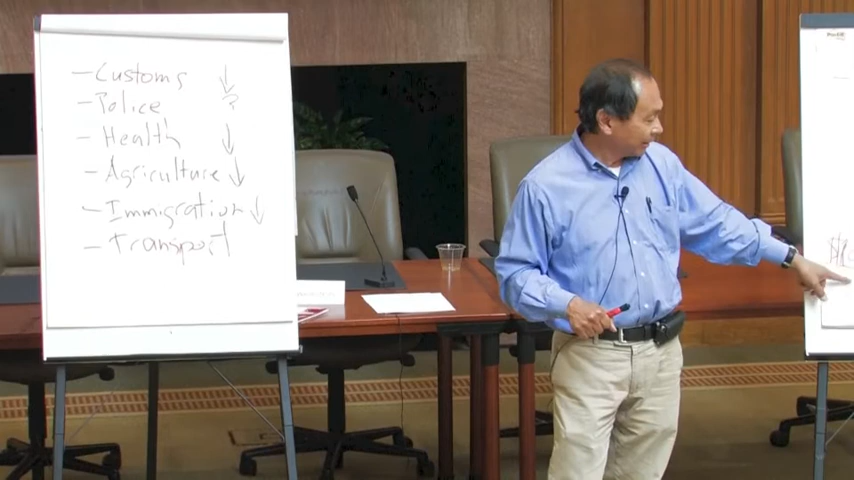 – Customs ↓
– Police ?
– Health ↓
– Agriculture ↓
– Immigration ↓
– Transport